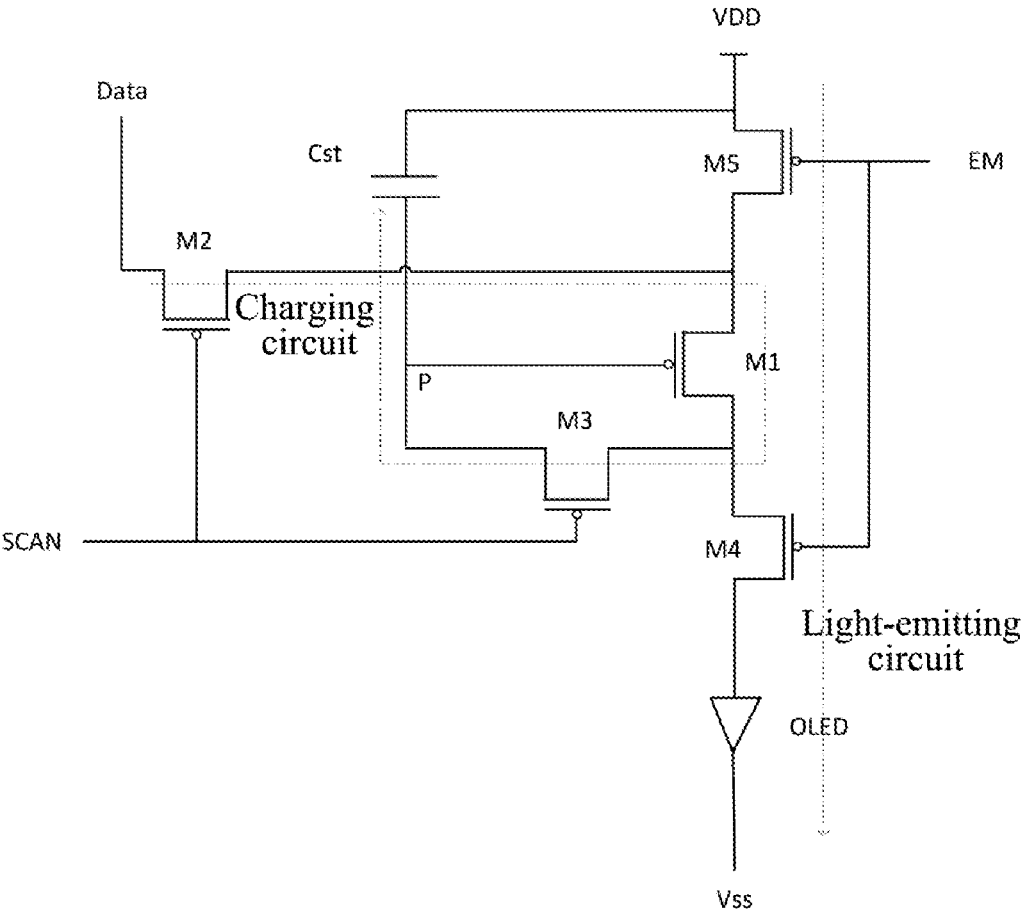 VDD
Data
Cst
M5
EM
M2
Charging
circuit
M1
P
M3
SCAN
M4
Light-emitting
circuit
OLED
Vss